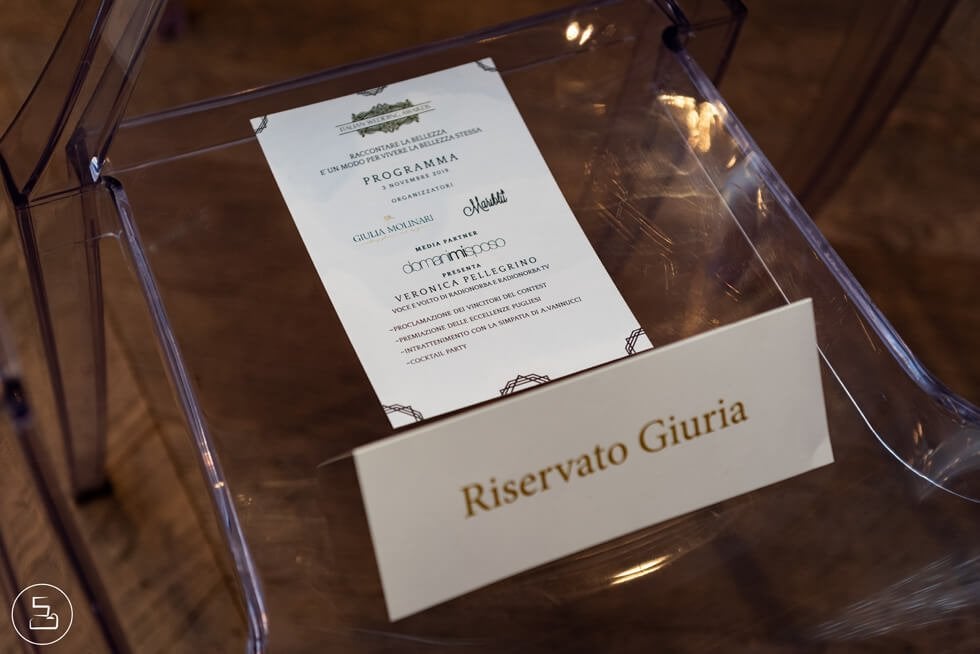 ITALIAN WEDDING AWARDS
RACCONTARE LA BELLEZZA
E'UN MODO PER VIVERE LA BELLEZZA STESSA
PROGRAMMA
3 NOVEMBRE 2018
ORGANIZZATORI
GIULIA MOLINARI
Mariblù
MEDIA PARTNER
domanimisposo
PRESENTA
VERONICA PELLEGRINO
VOCE E VOLTO DI RADIONORBA E RADIONORBA TV
~PROCLAMAZIONE DEI VINCITORI DEL CONTEST
~PREMIAZIONE DELLE ECCELLENZE PUGLIESI
~INTRATTENIMENTO CON LA SIMPATIA DI A.VANNUCCI
~COCKTAIL PARTY
Riservato Giuria